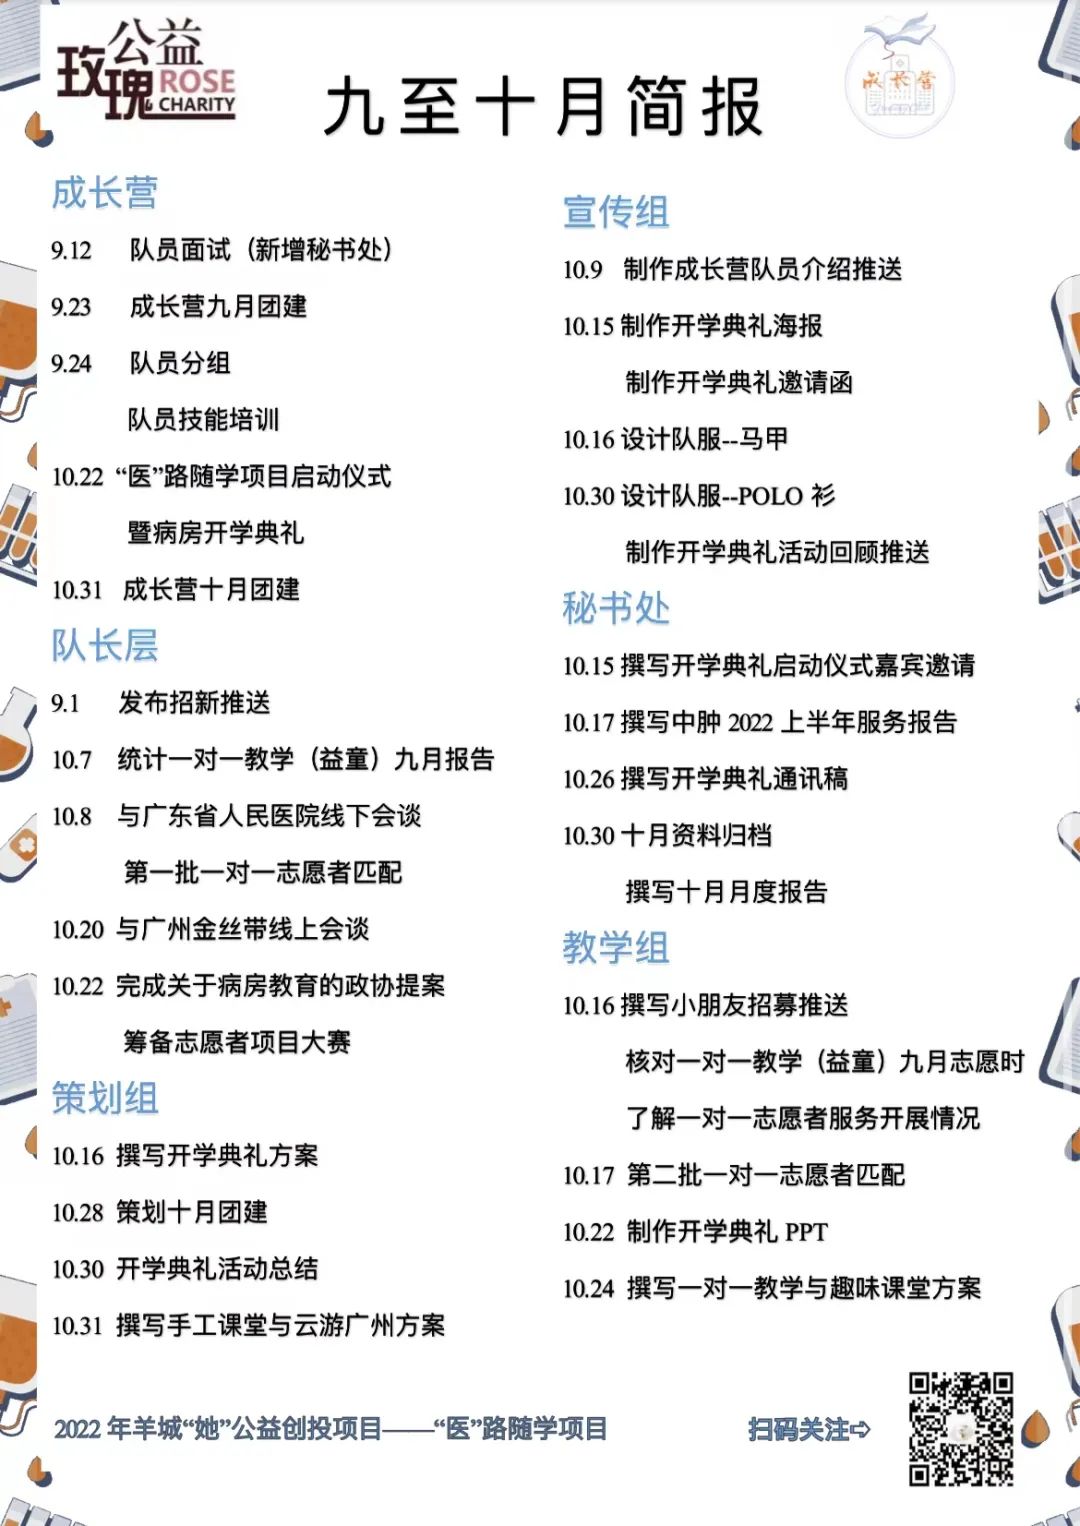 公益
玫瑰 ROSE
& CHARITY
成长营
九至十月简报
成长营
9.12 队员面试（新增秘书处）
9.23 成长营九月团建
9.24 队员分组
队员技能培训
10.22 “医”路随学项目启动仪式
暨病房开学典礼
10.31 成长营十月团建
队长层
9.1 发布招新推送
10.7 统计一对一教学（益童）九月报告
10.8 与广东省人民医院线下会谈
第一批一对一志愿者匹配
10.20 与广州金丝带线上会谈
10.22 完成关于病房教育的政协提案
筹备志愿者项目大赛
策划组
10.16 撰写开学典礼方案
10.28 策划十月团建
10.30 开学典礼活动总结
10.31 撰写手工课堂与云游广州方案
宣传组
10.9 制作成长营队员介绍推送
10.15 制作开学典礼海报
制作开学典礼邀请函
10.16 设计队服--马甲
10.30 设计队服--POLO 衫
制作开学典礼活动回顾推送
秘书处
10.15 撰写开学典礼启动仪式嘉宾邀请
10.17 撰写中肿 2022 上半年服务报告
10.26 撰写开学典礼通讯稿
10.30 十月资料归档
撰写十月月度报告
教学组
10.16 撰写小朋友招募推送
核对一对一教学（益童）九月志愿时
了解一对一志愿者服务开展情况
10.17 第二批一对一志愿者匹配
10.22 制作开学典礼 PPT
10.24 撰写一对一教学与趣味课堂方案
2022 年羊城“她”公益创投项目——“医”路随学项目
扫码关注⇨